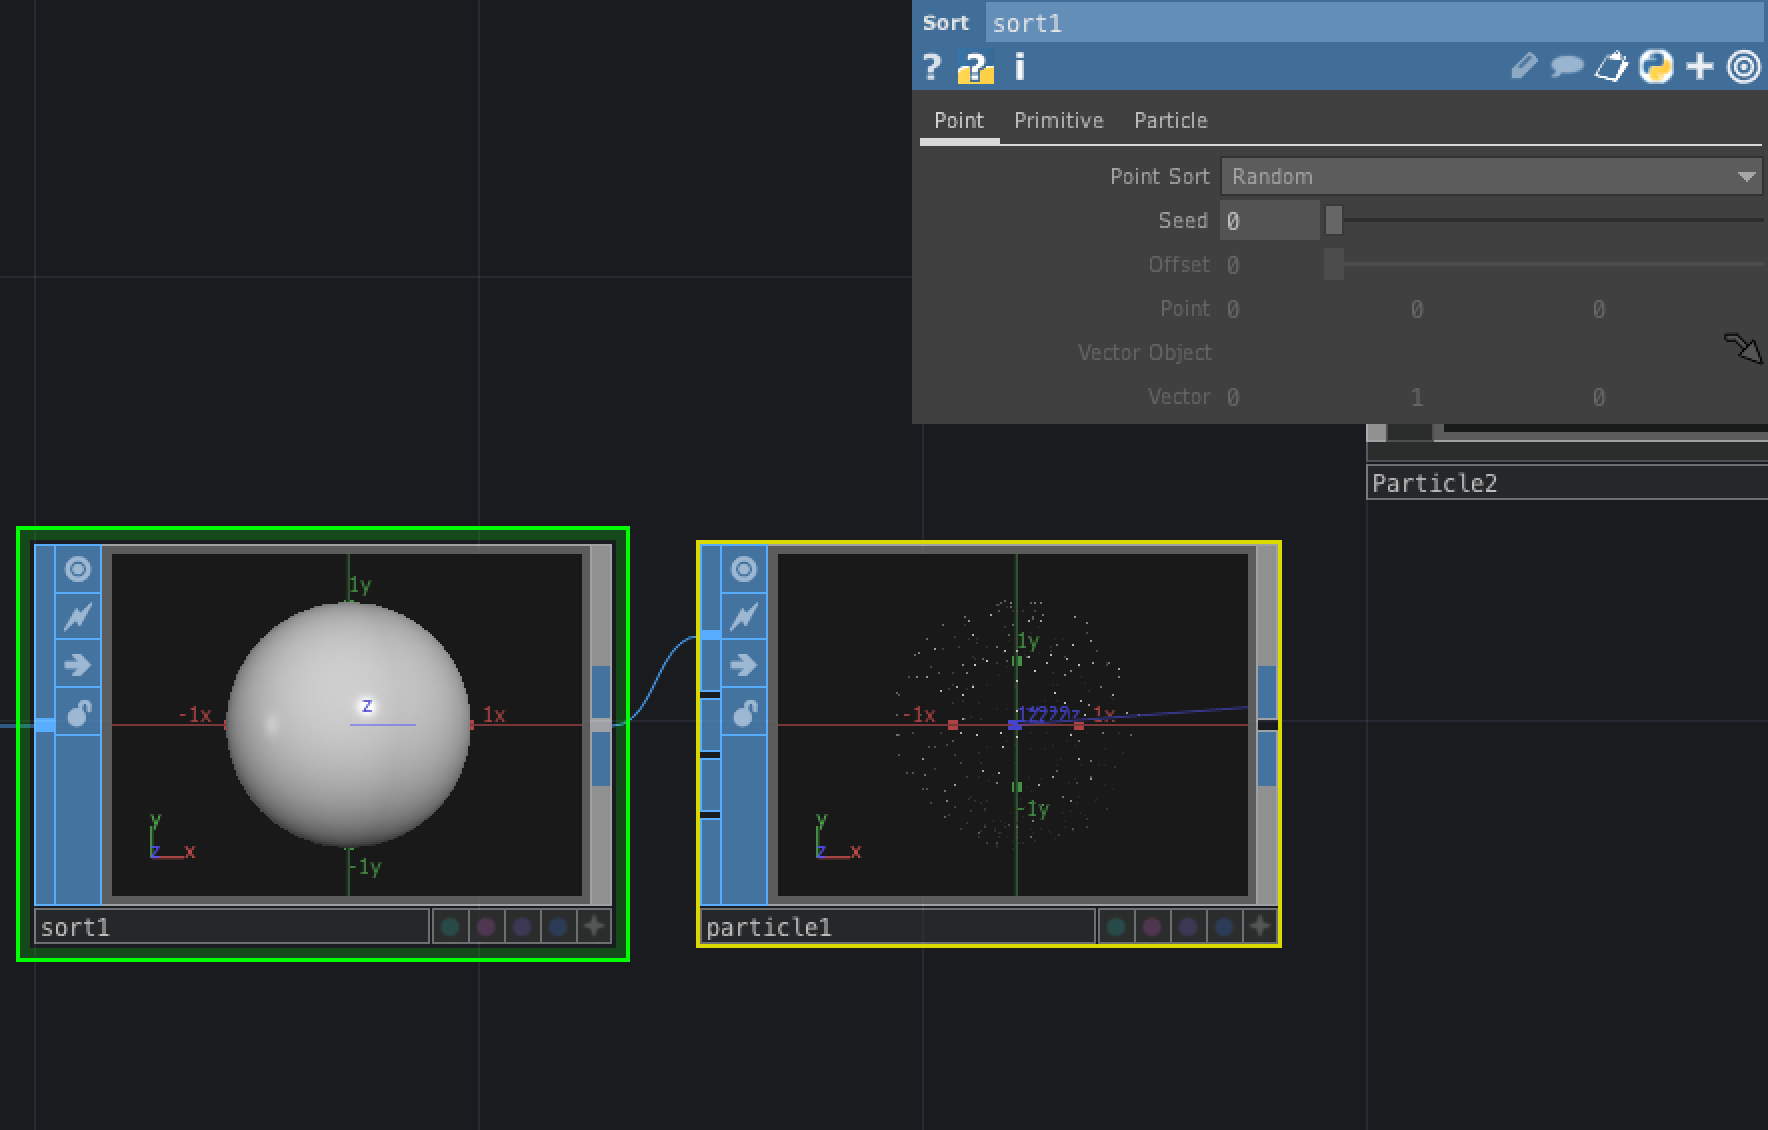 Sort sort1
? ? i
Point Primitive Particle
Point Sort Random
Seed 0
Offset 0
Point 0 0 0
Vector Object
Vector 0 1 0
Particle2
1y
z
-1x 1x
-1y
y
z x
sort1
1y
-1x 1x
-1y
y
z x
particle1